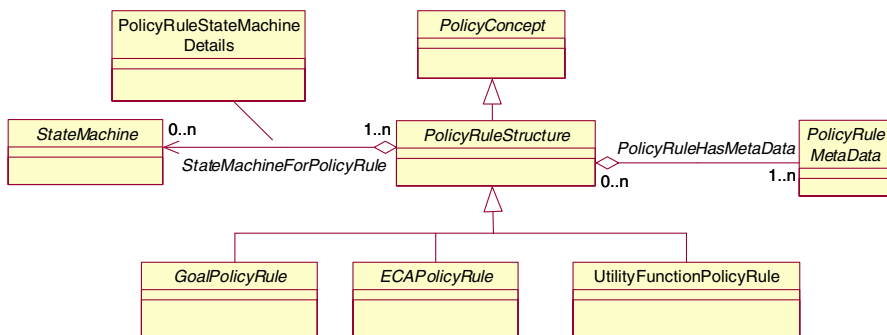 PolicyRuleStateMachine
Details
PolicyConcept
StateMachine
0..n
1..n
StateMachineForPolicyRule
PolicyRuleStructure
PolicyRuleHasMetaData
0..n
1..n
PolicyRule
MetaData
GoalPolicyRule
ECAPolicyRule
UtilityFunctionPolicyRule